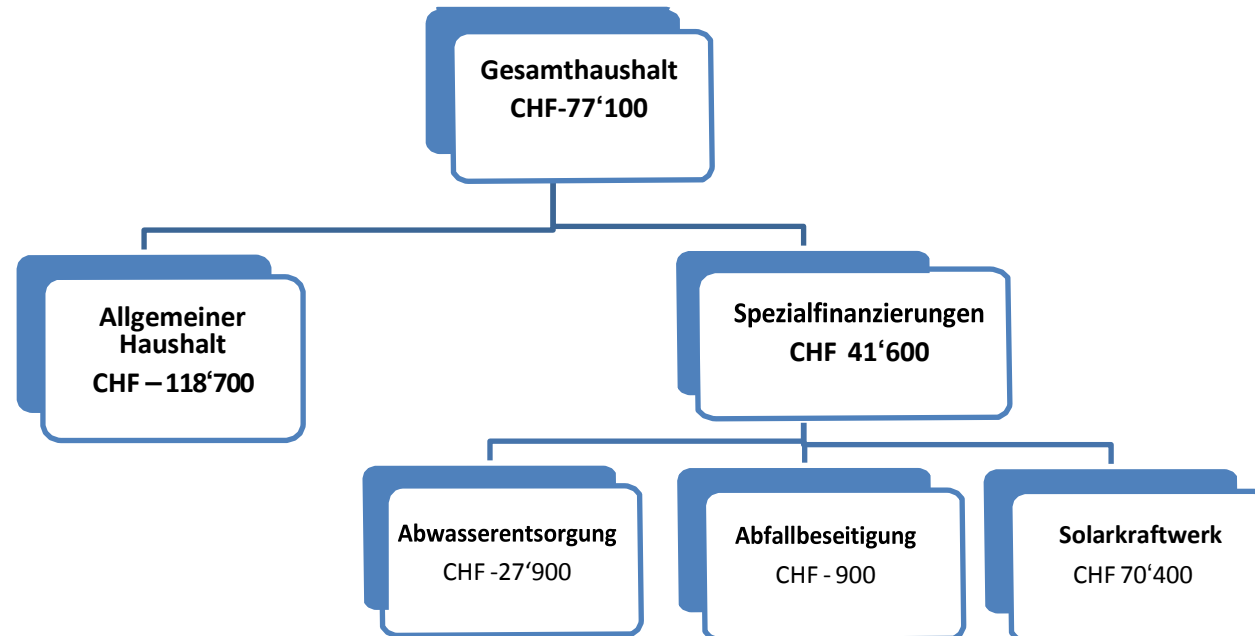 Gesamthaushalt
CHF-77‘100
Allgemeiner
Haushalt
CHF – 118‘700
Spezialfinanzierungen
CHF 41‘600
Abwasserentsorgung
CHF -27‘900
Abfallbeseitigung
CHF - 900
Solarkraftwerk
CHF 70‘400